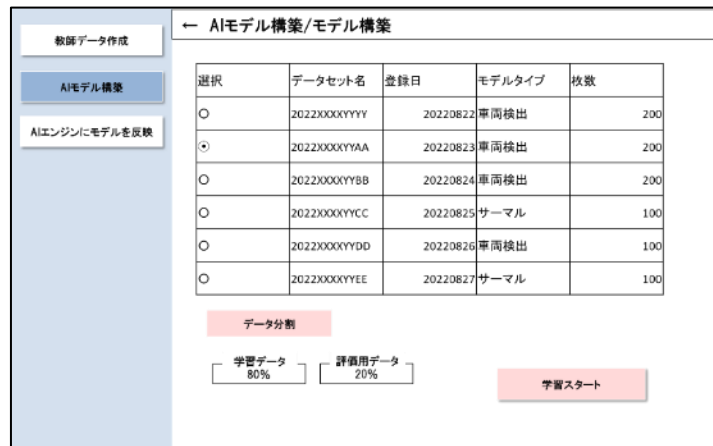 教師データ作成
AIモデル構築
AIエンジンにモデルを反映
← AIモデル構築/モデル構築
選択 データセット名 登録日 モデルタイプ 枚数
2022XXXXYYYY 20220822 車両検出 200
2022XXXXYYAA 20220823 車両検出 200
2022XXXXYYBB 20220824 車両検出 200
2022XXXXYYCC 20220825 サーマル 100
2022XXXXYYDD 20220826 車両検出 100
2022XXXXYYEE 20220827 サーマル 100
データ分割
学習データ 評価用データ
80% 20%
学習スタート